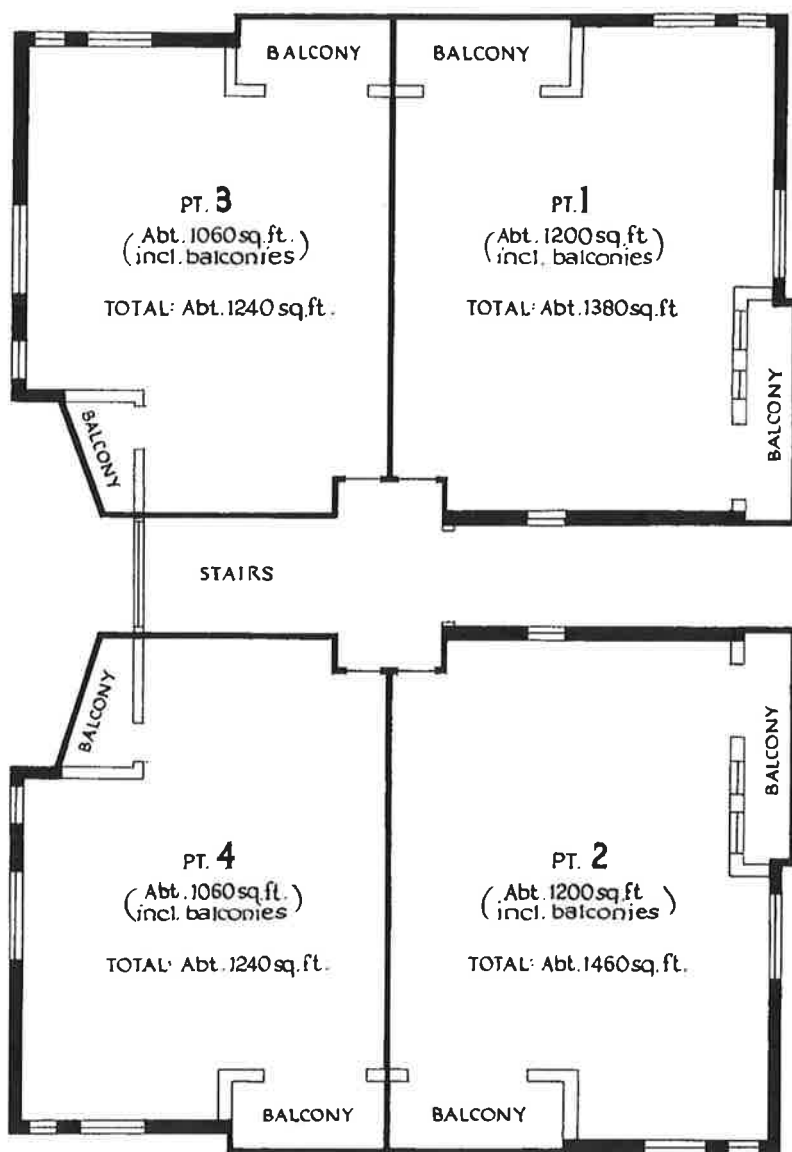 BALCONY
BALCONY
PT. 3
(Abt. 1060 sq.ft.
incl. balconies)
TOTAL: Abt. 1240 sq.ft.
PT. 1
(Abt. 1200 sq.ft
incl. balconies)
TOTAL: Abt. 1380 sq.ft
BALCONY
BALCONY
STAIRS
BALCONY
BALCONY
PT. 4
(Abt. 1060 sq.ft.
incl. balconies)
TOTAL: Abt. 1240 sq.ft.
PT. 2
(Abt. 1200 sq.ft
incl. balconies)
TOTAL: Abt. 1460 sq.ft.
BALCONY
BALCONY